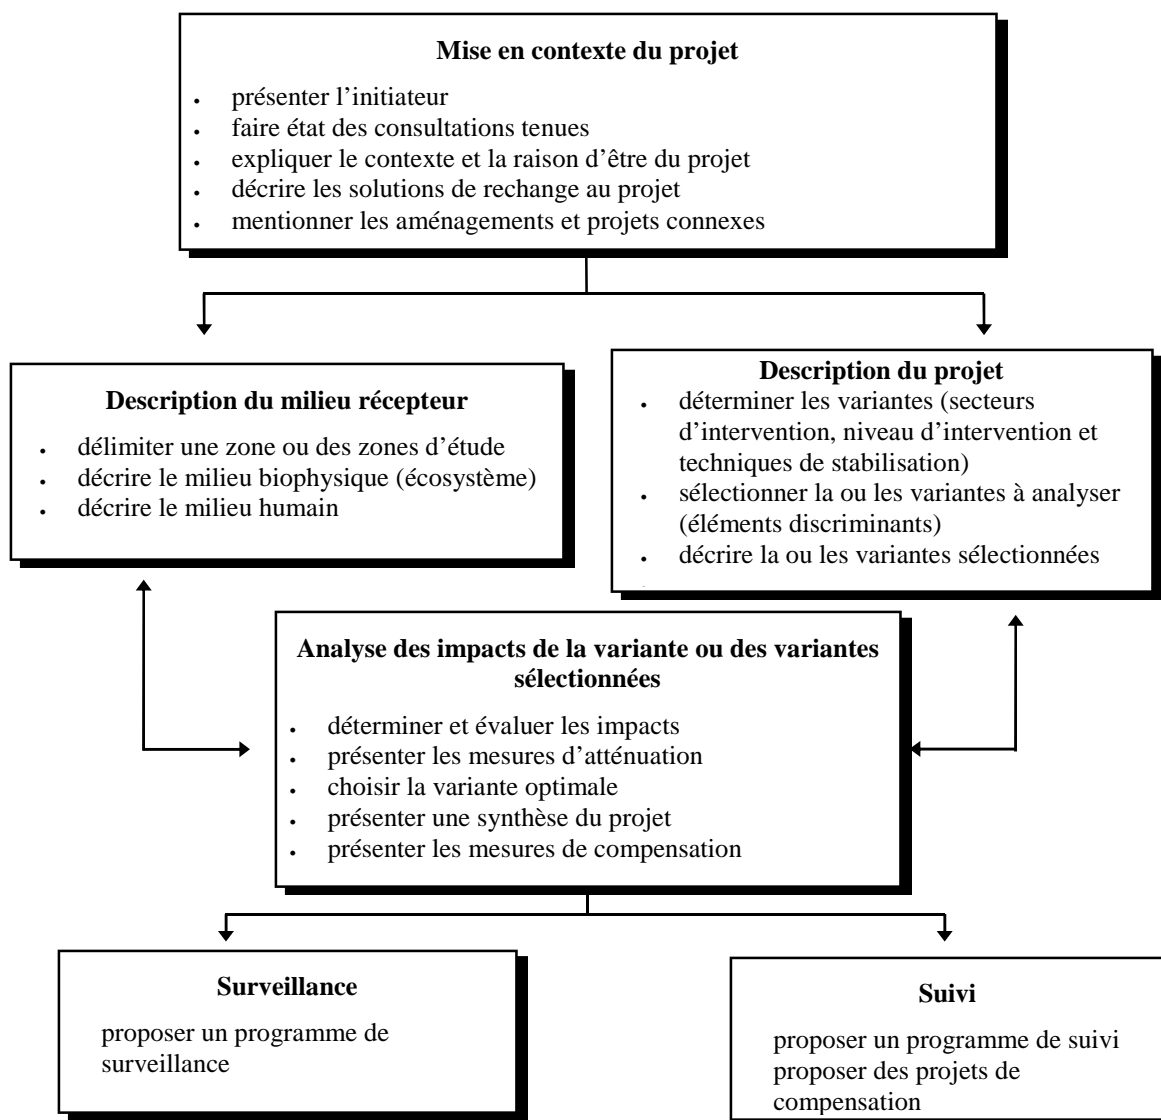 Mise en contexte du projet
• présenter l’initiateur
• faire état des consultations tenues
• expliquer le contexte et la raison d’être du projet
• décrire les solutions de rechange au projet
• mentionner les aménagements et projets connexes
Description du milieu récepteur
• délimiter une zone ou des zones d’étude
• décrire le milieu biophysique (écosystème)
• décrire le milieu humain
Description du projet
• déterminer les variantes (secteurs
d’intervention, niveau d’intervention et
techniques de stabilisation)
• sélectionner la ou les variantes à analyser
(éléments discriminants)
• décrire la ou les variantes sélectionnées
Analyse des impacts de la variante ou des variantes
sélectionnées
• déterminer et évaluer les impacts
• présenter les mesures d’atténuation
• choisir la variante optimale
• présenter une synthèse du projet
• présenter les mesures de compensation
Surveillance
proposer un programme de
surveillance
Suivi
proposer un programme de suivi
proposer des projets de
compensation